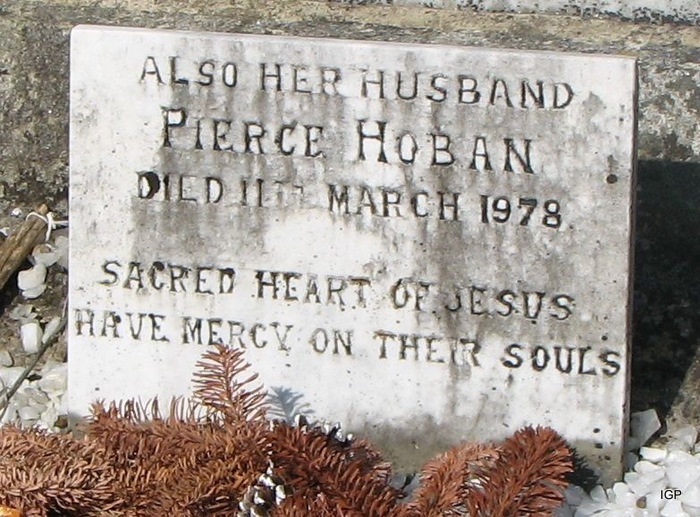 ALSO HER HUSBAND
PIERCE HOBAN
DIED 11TH MARCH 1978
SACRED HEART OF JESUS
HAVE MERCY ON THEIR SOULS
IGP